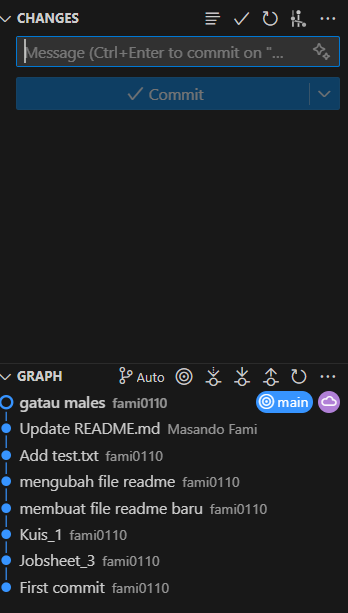 CHANGES
Message (Ctrl+Enter to commit on "...
Commit
GRAPH Auto
gatau males fami0110 main
Update README.md Masando Fami
Add test.txt fami0110
mengubah file readme fami0110
membuat file readme baru fami0110
Kuis_1 fami0110
Jobsheet_3 fami0110
First commit fami0110